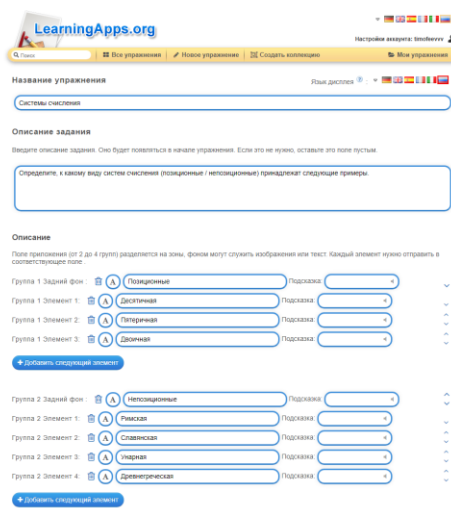 LearningApps.org
Настройки аккаунта: timofeevvv
Поиск
Все упражнения
Новое упражнение
Создать коллекцию
Мои упражнения
Название упражнения
Язык дисплея
Системы счисления
Описание задания
Введите описание задания. Оно будет появляться в начале упражнения. Если это не нужно, оставьте это поле пустым.
Определите, к какому виду систем счисления (позиционные / непозиционные) принадлежат следующие примеры.
Описание
Поле приложения (от 2 до 4 групп) разделяется на зоны, фоном могут служить изображения или текст. Каждый элемент нужно отправить в
соответствующее поле .
Группа 1 Задний фон : A Позиционные Подсказка:
Группа 1 Элемент 1: A Десятичная Подсказка:
Группа 1 Элемент 2: A Пятеричная Подсказка:
Группа 1 Элемент 3: A Двоичная Подсказка:
+ Добавить следующий элемент
Группа 2 Задний фон : A Непозиционные Подсказка:
Группа 2 Элемент 1: A Римская Подсказка:
Группа 2 Элемент 2: A Славянская Подсказка:
Группа 2 Элемент 3: A Унарная Подсказка:
Группа 2 Элемент 4: A Древнегреческая Подсказка:
+ Добавить следующий элемент